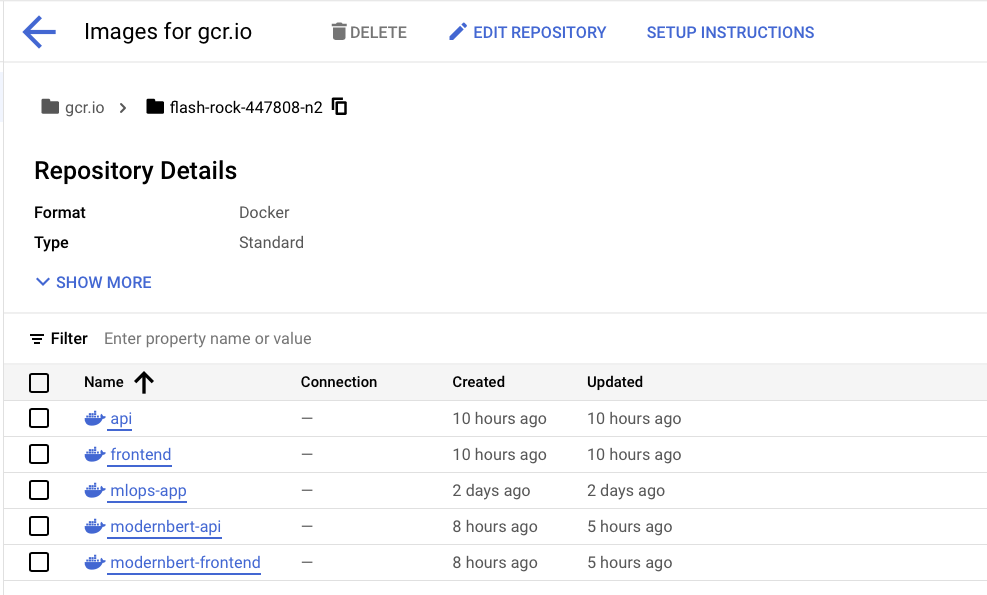 Images for gcr.io DELETE EDIT REPOSITORY SETUP INSTRUCTIONS
gcr.io > flash-rock-447808-n2
Repository Details
Format Docker
Type Standard
SHOW MORE
Filter Enter property name or value
Name Connection Created Updated
api — 10 hours ago 10 hours ago
frontend — 10 hours ago 10 hours ago
mlops-app — 2 days ago 2 days ago
modernbert-api — 8 hours ago 5 hours ago
modernbert-frontend — 8 hours ago 5 hours ago